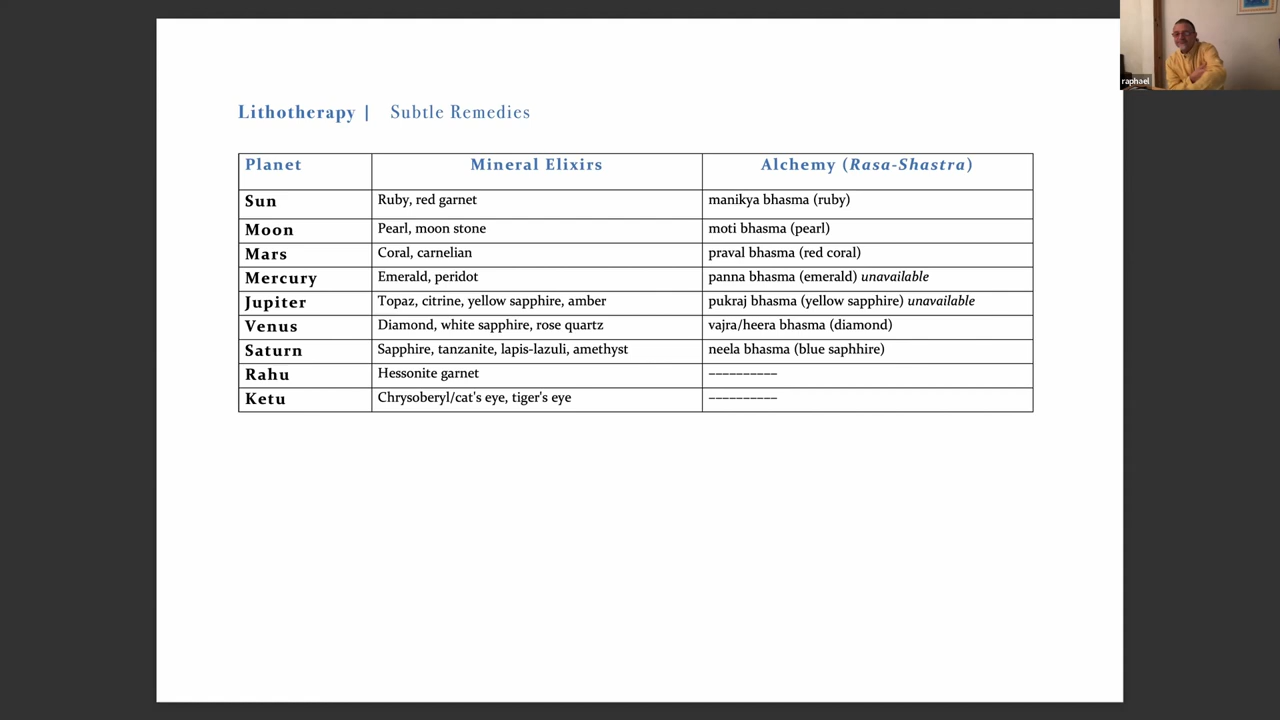 raphael
Lithotherapy | Subtle Remedies
Planet Mineral Elixirs Alchemy (Rasa-Shastra)
Sun Ruby, red garnet manikya bhasma (ruby)
Moon Pearl, moon stone moti bhasma (pearl)
Mars Coral, carnelian praval bhasma (red coral)
Mercury Emerald, peridot panna bhasma (emerald) unavailable
Jupiter Topaz, citrine, yellow sapphire, amber pukraj bhasma (yellow sapphire) unavailable
Venus Diamond, white sapphire, rose quartz vajra/heera bhasma (diamond)
Saturn Sapphire, tanzanite, lapis-lazuli, amethyst neela bhasma (blue saphhire)
Rahu Hessonite garnet ––––––––––
Ketu Chrysoberyl/cat's eye, tiger's eye ––––––––––